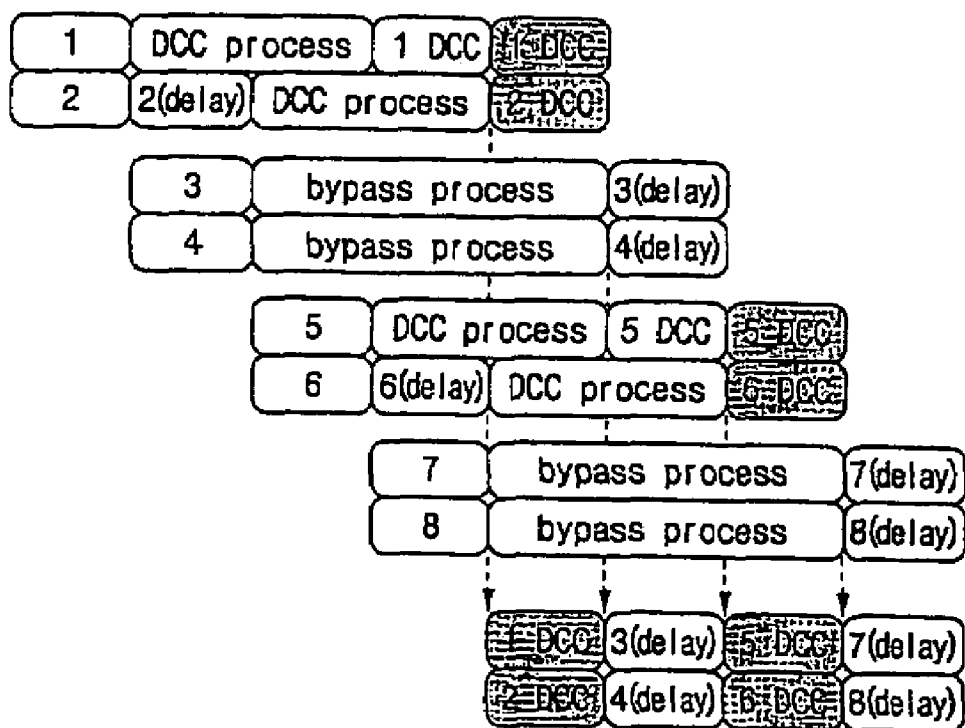 1 DCC process 1 DCC 1 DCC
2 2(delay) DCC process 2 DCC
3 bypass process 3(delay)
4 bypass process 4(delay)
5 DCC process 5 DCC 5 DCC
6 6(delay) DCC process 6 DCC
7 bypass process 7(delay)
8 bypass process 8(delay)
1 DCC 3(delay) 5 DCC 7(delay)
2 DCC 4(delay) 6 DCC 8(delay)